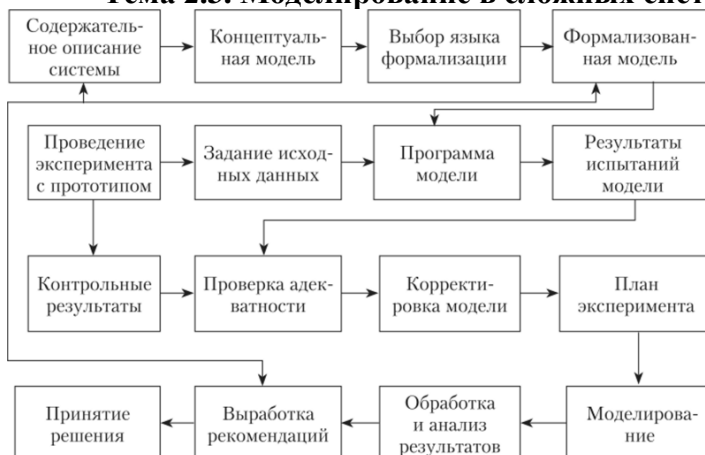 Тема 2.3. Моделирование в сложных сист
Содержатель-
ное описание
системы
Концептуаль-
ная модель
Выбор языка
формализации
Формализован-
ная модель
Проведение
эксперимента
с прототипом
Задание исход-
ных данных
Программа
модели
Результаты
испытаний
модели
Контрольные
результаты
Проверка адек-
ватности
Корректи-
ровка модели
План
эксперимента
Принятие
решения
Выработка
рекомендаций
Обработка
и анализ
результатов
Моделирова-
ние